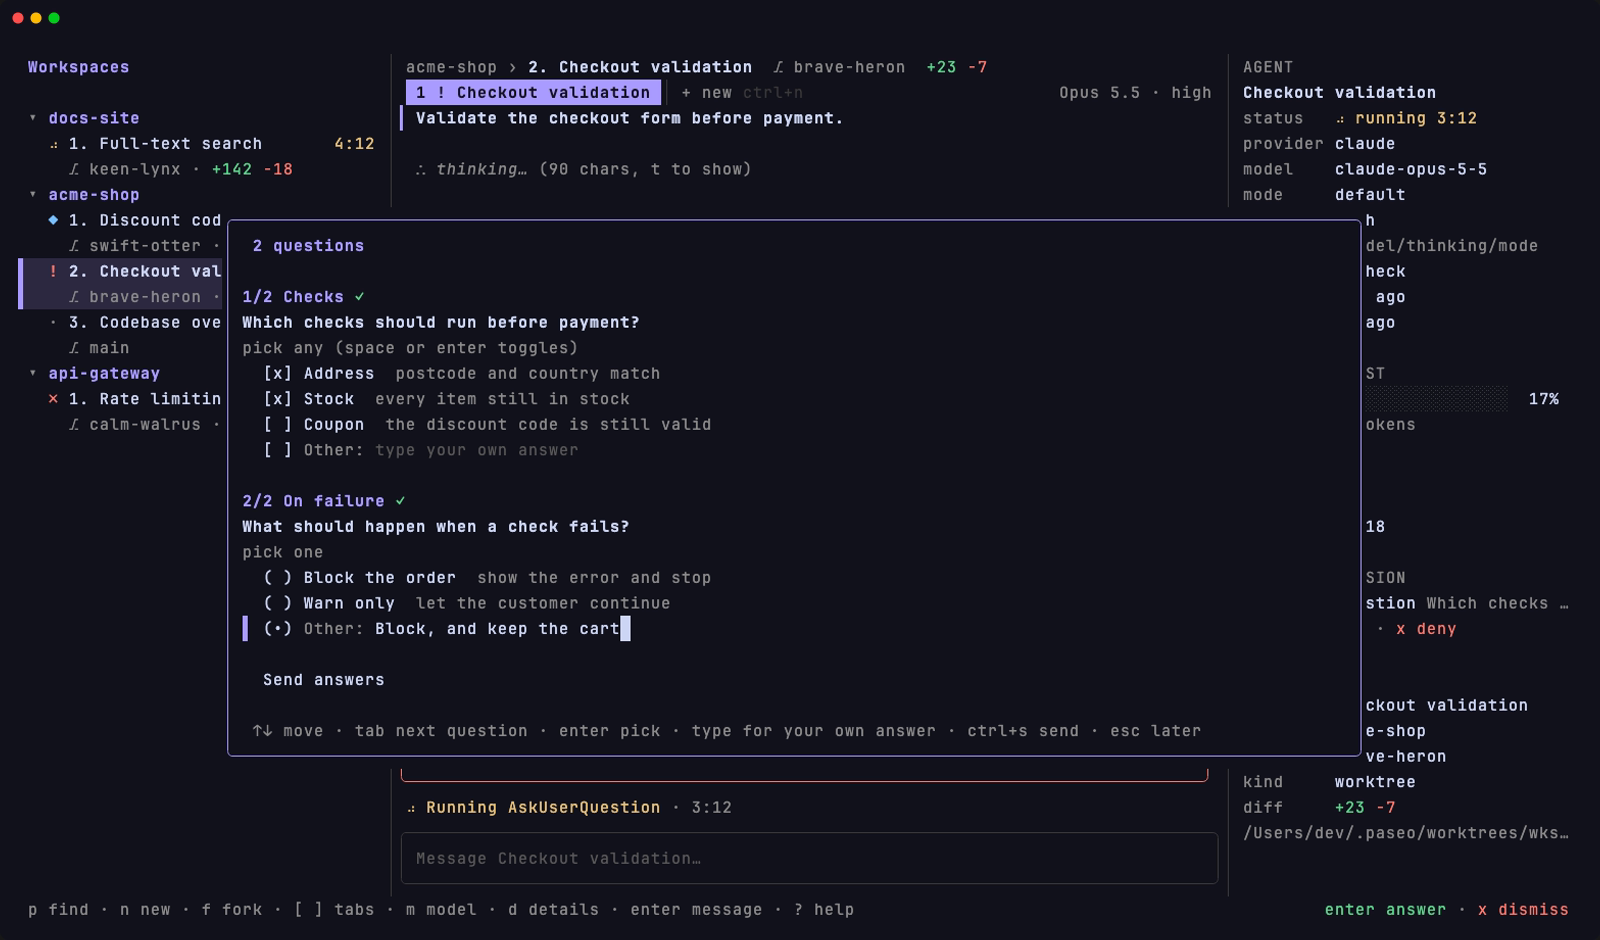 Workspaces
▾ docs-site
1. Full-text search 4:12
keen-lynx · +142 -18
▾ acme-shop
◆ 1. Discount cod
swift-otter ·
! 2. Checkout val
brave-heron ·
· 3. Codebase ove
main
▾ api-gateway
✕ 1. Rate limitin
calm-walrus ·
acme-shop › 2. Checkout validation brave-heron +23 -7
1 ! Checkout validation + new ctrl+n Opus 5.5 · high
Validate the checkout form before payment.
∴ thinking… (90 chars, t to show)
2 questions
1/2 Checks ✓
Which checks should run before payment?
pick any (space or enter toggles)
[x] Address postcode and country match
[x] Stock every item still in stock
[ ] Coupon the discount code is still valid
[ ] Other: type your own answer
2/2 On failure ✓
What should happen when a check fails?
pick one
( ) Block the order show the error and stop
( ) Warn only let the customer continue
(•) Other: Block, and keep the cart
Send answers
↑↓ move · tab next question · enter pick · type for your own answer · ctrl+s send · esc later
Running AskUserQuestion · 3:12
Message Checkout validation…
AGENT
Checkout validation
status running 3:12
provider claude
model claude-opus-5-5
mode default
h
del/thinking/mode
heck
ago
ago
ST
17%
okens
18
SION
stion Which checks …
· x deny
ckout validation
e-shop
ve-heron
kind worktree
diff +23 -7
/Users/dev/.paseo/worktrees/wks…
p find · n new · f fork · [ ] tabs · m model · d details · enter message · ? help
enter answer · x dismiss